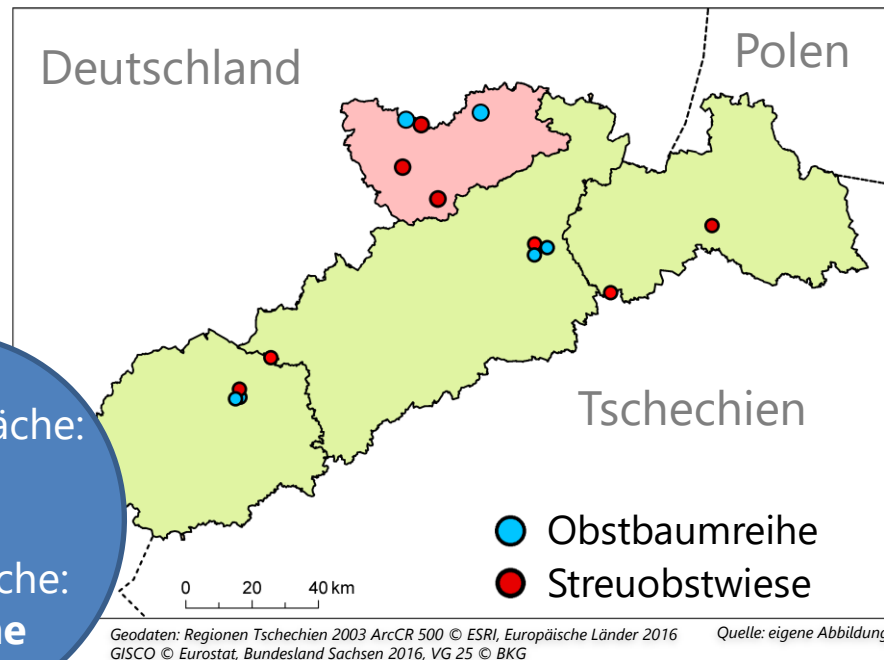 Deutschland
Polen
Tschechien
äche:
che:
ne
Obstbaumreihe
Streuobstwiese
0 20 40 km
Geodaten: Regionen Tschechien 2003 ArcCR 500 © ESRI, Europäische Länder 2016
GISCO © Eurostat, Bundesland Sachsen 2016, VG 25 © BKG
Quelle: eigene Abbildung